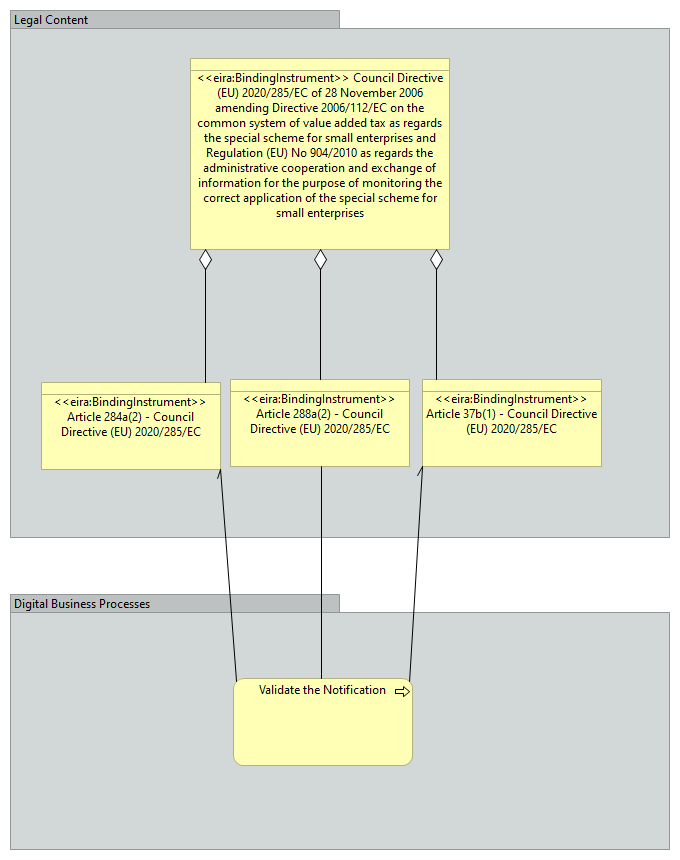 Legal Content
<<eira:BindingInstrument>> Council Directive
(EU) 2020/285/EC of 28 November 2006
amending Directive 2006/112/EC on the
common system of value added tax as regards
the special scheme for small enterprises and
Regulation (EU) No 904/2010 as regards the
administrative cooperation and exchange of
information for the purpose of monitoring the
correct application of the special scheme for
small enterprises
<<eira:BindingInstrument>>
Article 284a(2) - Council
Directive (EU) 2020/285/EC
<<eira:BindingInstrument>>
Article 288a(2) - Council
Directive (EU) 2020/285/EC
<<eira:BindingInstrument>>
Article 37b(1) - Council Directive
(EU) 2020/285/EC
Digital Business Processes
Validate the Notification